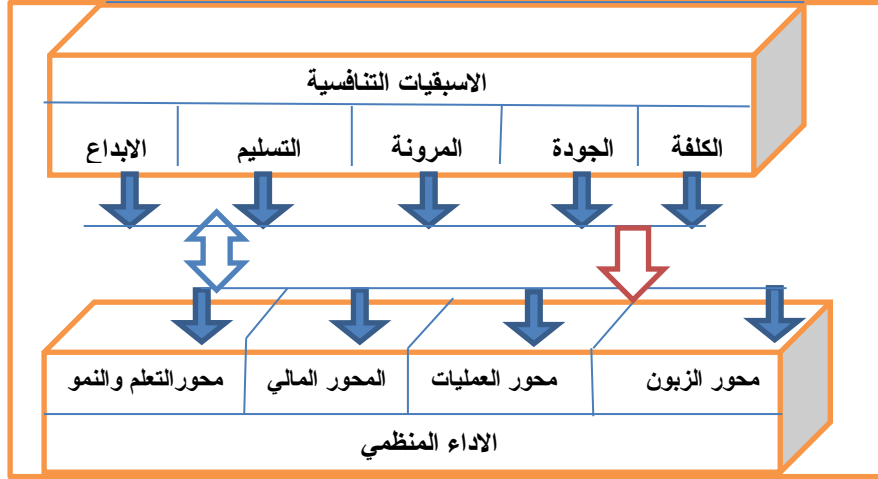 الاسبقيات التنافسية
الكلفة الجودة المرونة التسليم الابداع
محور الزبون محور العمليات المحور المالي محورالتعلم والنمو
الاداء المنظمي